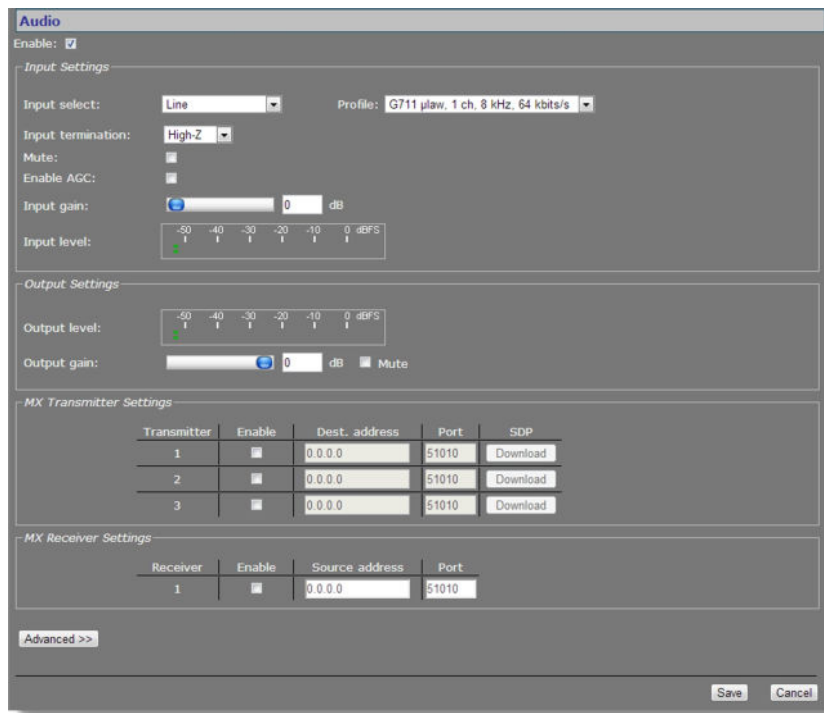 Audio
Enable:
Input Settings
Input select: Line Profile: G711 µlaw, 1 ch, 8 kHz, 64 kbits/s
Input termination: High-Z
Mute:
Enable AGC:
Input gain: 0 dB
-50 -40 -30 -20 -10 0 dBFS
Input level:
Output Settings
-50 -40 -30 -20 -10 0 dBFS
Output level:
Output gain: 0 dB Mute
MX Transmitter Settings
Transmitter Enable Dest. address Port SDP
1 0.0.0.0 51010 Download
2 0.0.0.0 51010 Download
3 0.0.0.0 51010 Download
MX Receiver Settings
Receiver Enable Source address Port
1 0.0.0.0 51010
Advanced >>
Save Cancel